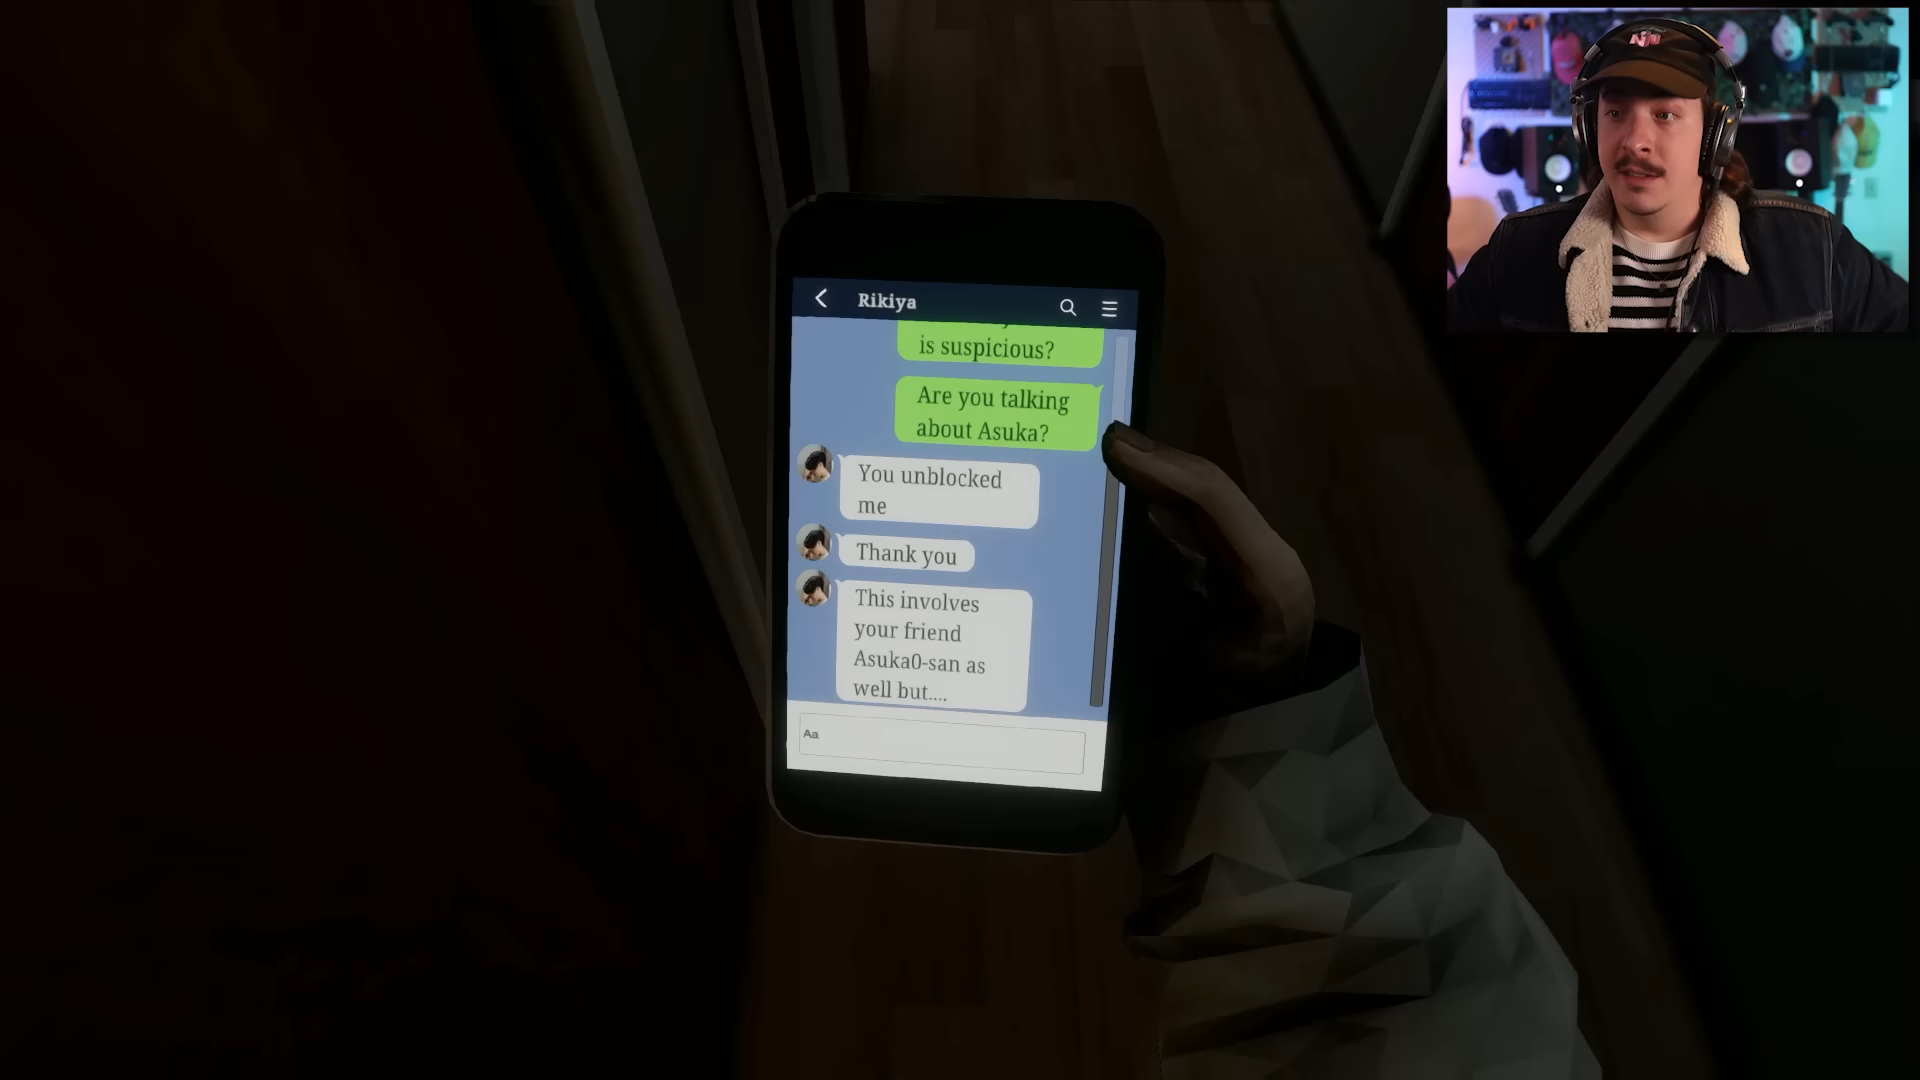 Rikiya
is suspicious?
Are you talking
about Asuka?
You unblocked
me
Thank you
This involves
your friend
Asuka0-san as
well but....
Aa